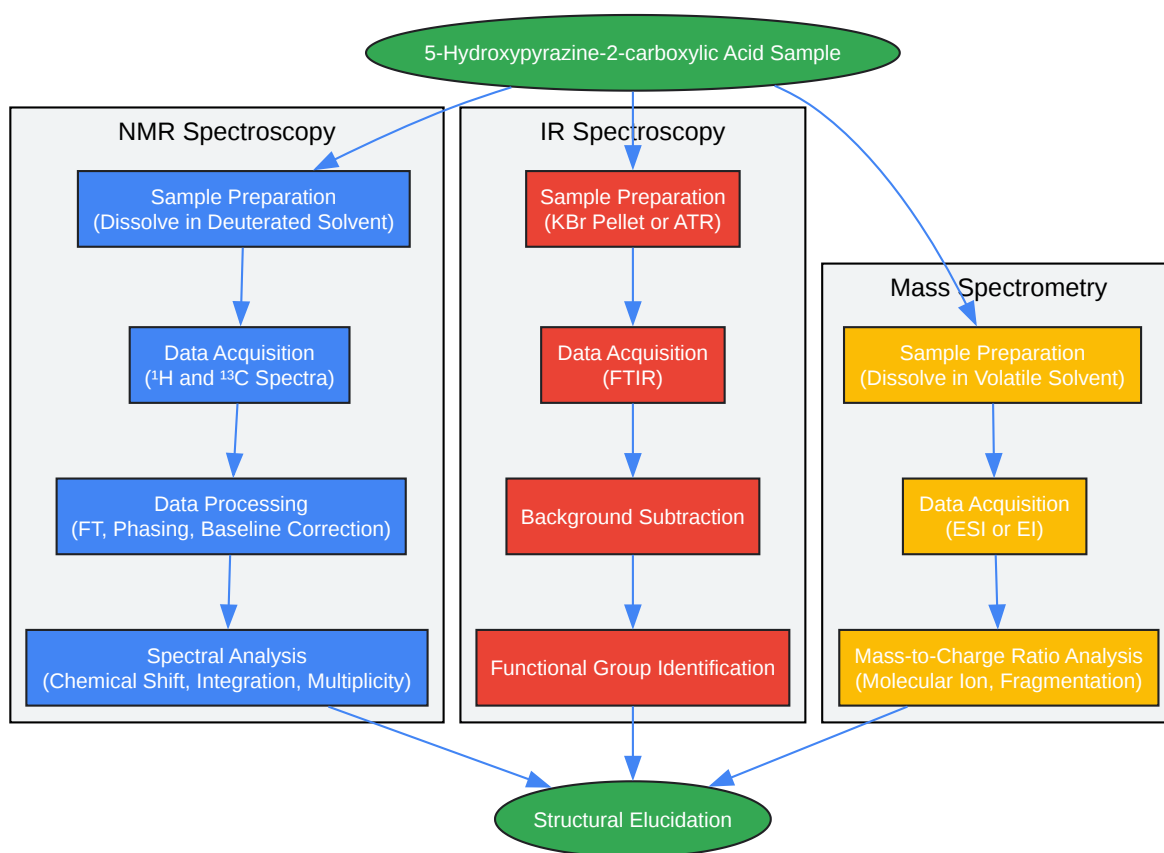 5-Hydroxypyrazine-2-carboxylic Acid Sample
NMR Spectroscopy
Sample Preparation
(Dissolve in Deuterated Solvent)
Data Acquisition
(¹H and ¹³C Spectra)
Data Processing
(FT, Phasing, Baseline Correction)
Spectral Analysis
(Chemical Shift, Integration, Multiplicity)
IR Spectroscopy
Sample Preparation
(KBr Pellet or ATR)
Data Acquisition
(FTIR)
Background Subtraction
Functional Group Identification
Mass Spectrometry
Sample Preparation
(Dissolve in Volatile Solvent)
Data Acquisition
(ESI or EI)
Mass-to-Charge Ratio Analysis
(Molecular Ion, Fragmentation)
Structural Elucidation